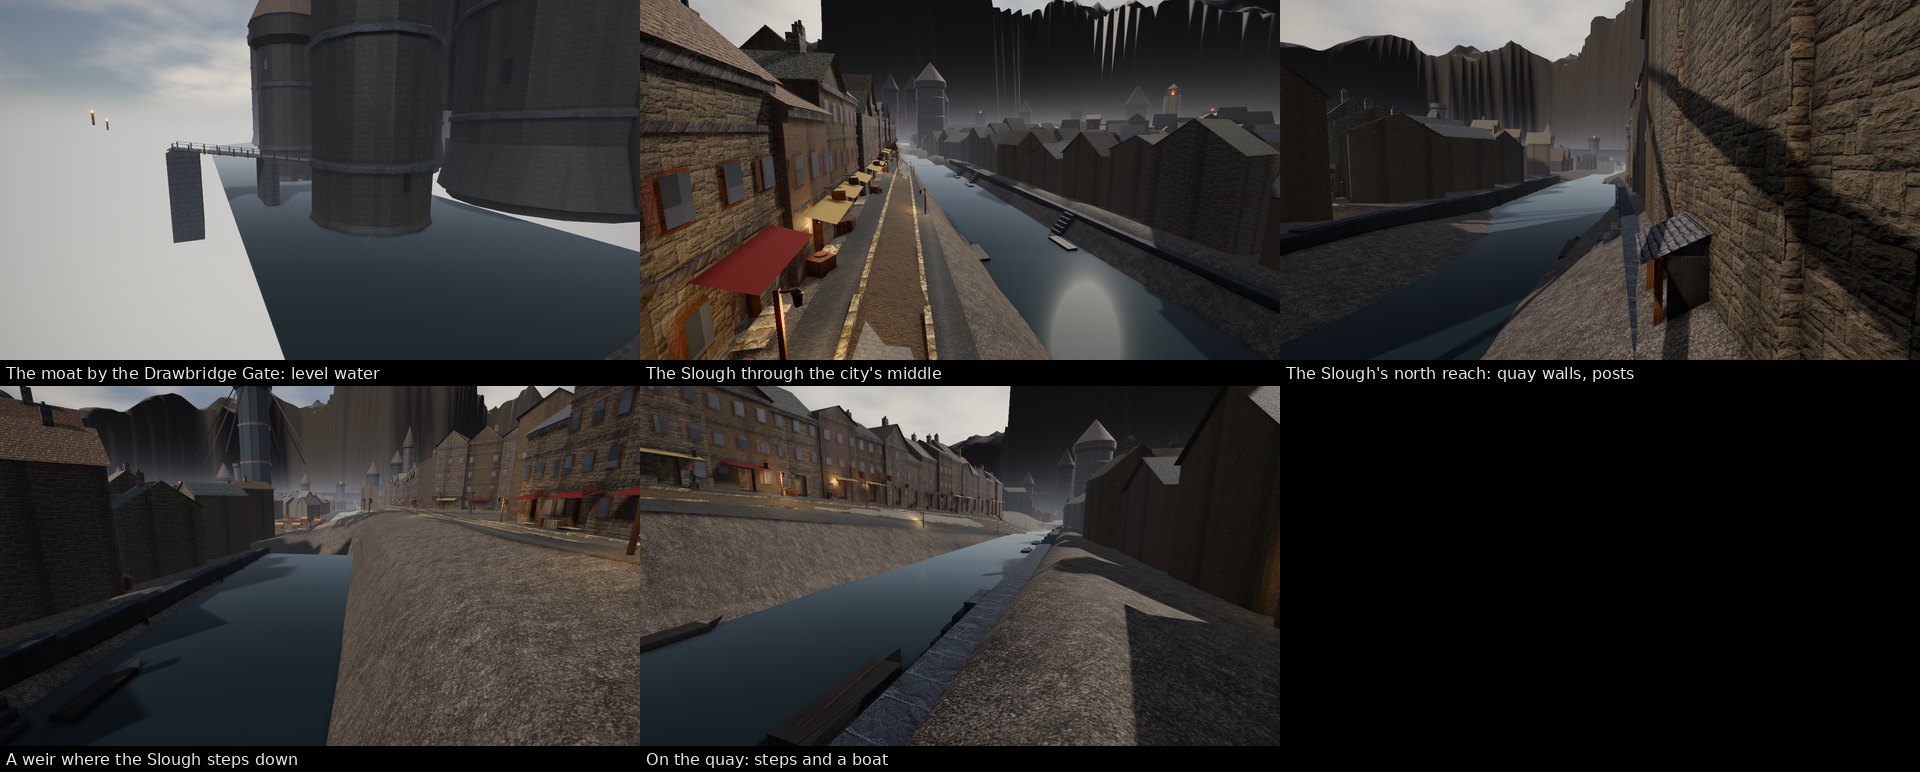 The moat by the Drawbridge Gate: level water
The Slough through the city's middle
The Slough's north reach: quay walls, posts
A weir where the Slough steps down
On the quay: steps and a boat